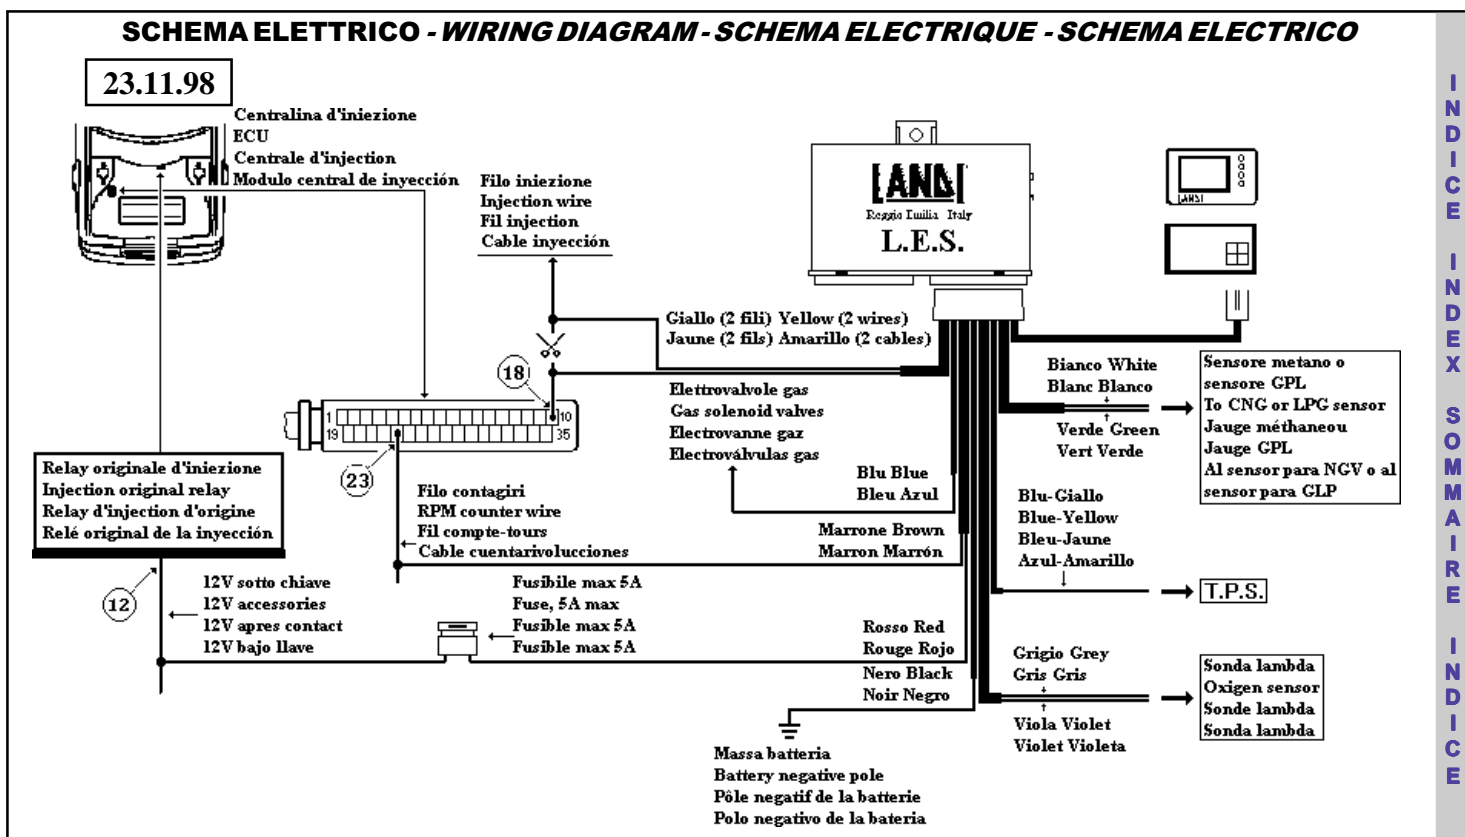 SCHEMA ELETTRICO - WIRING DIAGRAM - SCHEMA ELECTRIQUE - SCHEMA ELECTRICO
23.11.98
Centralina d'iniezione
ECU
Centrale d'injection
Modulo central de inyección
Filo iniezione
Injection wire
Fil injection
Cable inyección
LANDI
Reggio Emilia Italy
L.E.S.
LANDI
Giallo (2 fili) Yellow (2 wires)
Jaune (2 fils) Amarillo (2 cables)
18
1
10
19
35
23
Elettrovalvole gas
Gas solenoid valves
Electrovanne gaz
Electroválvulas gas
Bianco White
Blanc Blanco
Verde Green
Vert Verde
Sensore metano o
sensore GPL
To CNG or LPG sensor
Jauge méthaneou
Jauge GPL
Al sensor para NGV o al
sensor para GLP
Relay originale d'iniezione
Injection original relay
Relay d'injection d'origine
Relé original de la inyección
Filo contagiri
RPM counter wire
Fil compte-tours
Cable cuentarivolucciones
Blu Blue
Bleu Azul
Marrone Brown
Marron Marrón
Blu-Giallo
Blue-Yellow
Bleu-Jaune
Azul-Amarillo
T.P.S.
12
12V sotto chiave
12V accessories
12V apres contact
12V bajo llave
Fusibile max 5A
Fuse, 5A max
Fusible max 5A
Fusible max 5A
Rosso Red
Rouge Rojo
Nero Black
Noir Negro
Grigio Grey
Gris Gris
Viola Violet
Violet Violeta
Sonda lambda
Oxigen sensor
Sonde lambda
Sonda lambda
Massa batteria
Battery negative pole
Pôle negatif de la batterie
Polo negativo de la bateria
INDICE INDEX SOMMAIRE INDICE